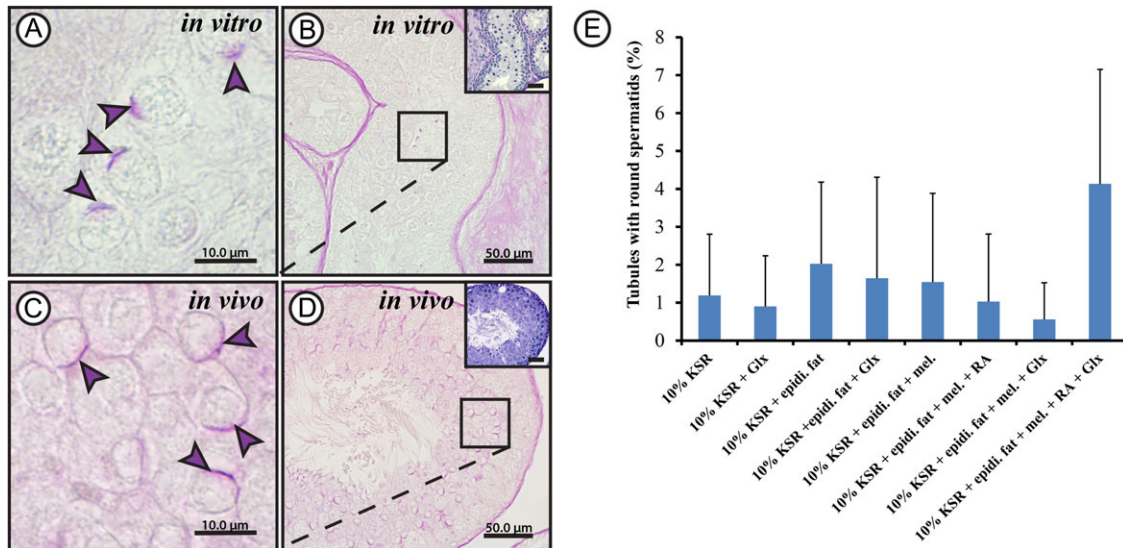 A
in vitro
10.0 µm
B
in vitro
50.0 µm
C
in vivo
10.0 µm
D
in vivo
50.0 µm
E
Tubules with round spermatids (%)
8
7
6
5
4
3
2
1
0
10% KSR
10% KSR + Glx
10% KSR + epidi. fat
10% KSR +epidi. fat + Glx
10% KSR + epidi. fat + mel.
10% KSR + epidi. fat + mel. + RA
10% KSR + epidi. fat + mel. + Glx
10% KSR + epidi. fat + mel. + RA + Glx